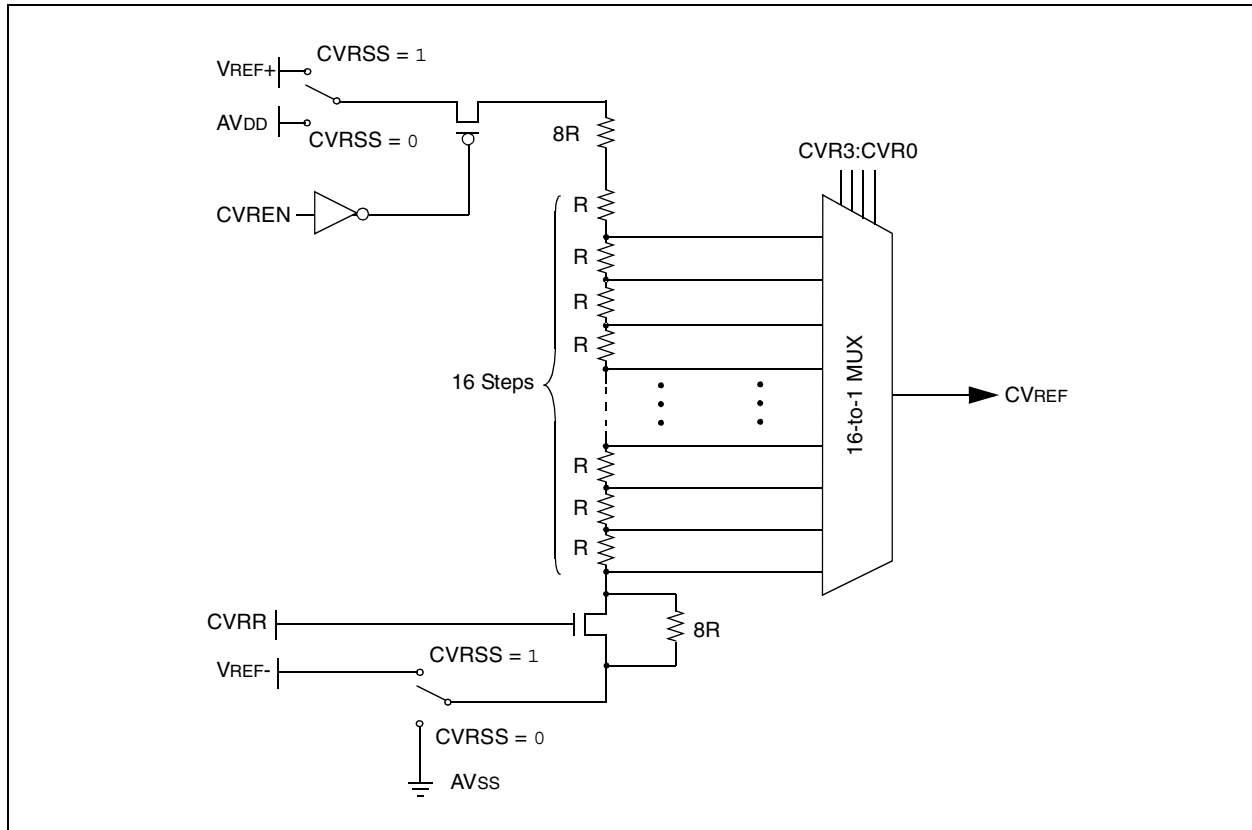 CVRSS = 1
VREF+
AVDD
CVRSS = 0
8R
CVREN
CVR3:CVR0
R
R
R
R
16 Steps
16-to-1 MUX
CVREF
R
R
R
CVRR
8R
VREF-
CVRSS = 1
CVRSS = 0
AVSS